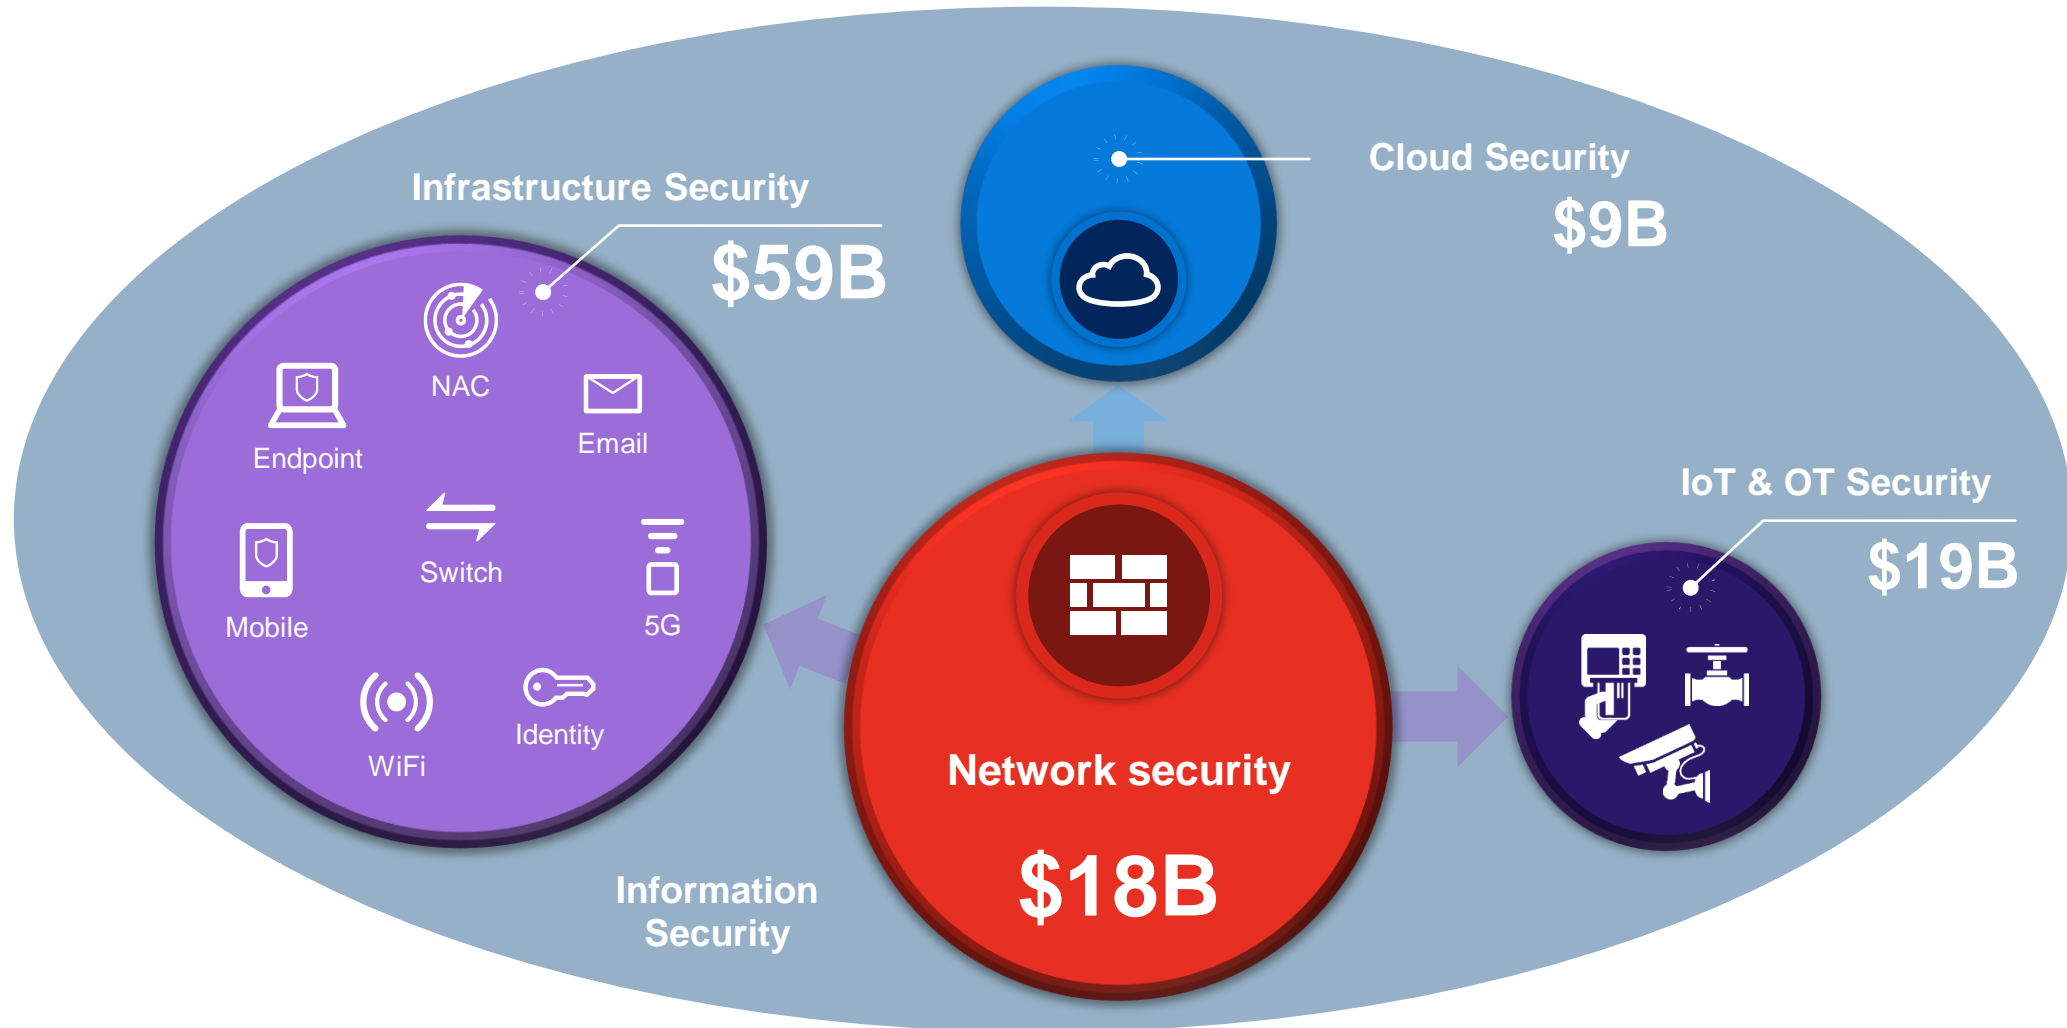 Infrastructure Security
$59B
NAC
Endpoint
Email
Mobile
Switch
5G
WiFi
Identity
Cloud Security
$9B
Network security
$18B
IoT & OT Security
$19B
Information
Security